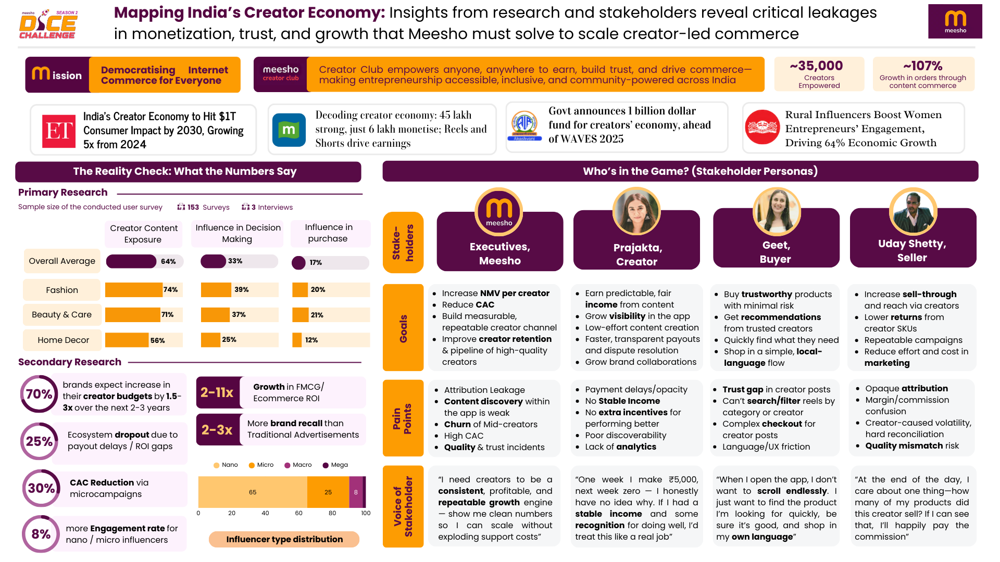 meesho SEASON 2
DICE
CHALLENGE
Mapping India’s Creator Economy: Insights from research and stakeholders reveal critical leakages
in monetization, trust, and growth that Meesho must solve to scale creator-led commerce
meesho
mission
Democratising Internet
Commerce for Everyone
meesho
creator club
Creator Club empowers anyone, anywhere to earn, build trust, and drive commerce—
making entrepreneurship accessible, inclusive, and community-powered across India
~35,000
Creators
Empowered
~107%
Growth in orders through
content commerce
ET
India’s Creator Economy to Hit $1T
Consumer Impact by 2030, Growing
5x from 2024
m
Decoding creator economy: 45 lakh
strong, just 6 lakh monetise; Reels and
Shorts drive earnings
AIR
Akashvani
Govt announces 1 billion dollar
fund for creators’ economy, ahead
of WAVES 2025
Rural Influencers Boost Women
Entrepreneurs’ Engagement,
Driving 64% Economic Growth
The Reality Check: What the Numbers Say
Primary Research
Sample size of the conducted user survey 153 Surveys 3 Interviews
Creator Content
Exposure
Influence in Decision
Making
Influence in
purchase
Overall Average 64% 33% 17%
Fashion 74% 39% 20%
Beauty & Care 71% 37% 21%
Home Decor 56% 25% 12%
Secondary Research
70%
brands expect increase in
their creator budgets by 1.5-
3x over the next 2-3 years
25%
Ecosystem dropout due to
payout delays / ROI gaps
30%
CAC Reduction via
microcampaigns
8%
more Engagement rate for
nano / micro influencers
2-11x
Growth in FMCG/
Ecommerce ROI
2-3x
More brand recall than
Traditional Advertisements
Nano Micro Macro Mega
65 25 8
0 20 40 60 80 100
Influencer type distribution
Who’s in the Game? (Stakeholder Personas)
Stake-
holders
meesho
Executives,
Meesho
Prajakta,
Creator
Geet,
Buyer
Uday Shetty,
Seller
Goals
• Increase NMV per creator
• Reduce CAC
• Build measurable,
repeatable creator channel
• Improve creator retention
& pipeline of high-quality
creators
• Earn predictable, fair
income from content
• Grow visibility in the app
• Low-effort content creation
• Faster, transparent payouts
and dispute resolution
• Grow brand collaborations
• Buy trustworthy products
with minimal risk
• Get recommendations
from trusted creators
• Quickly find what they need
• Shop in a simple, local-
language flow
• Increase sell-through
and reach via creators
• Lower returns from
creator SKUs
• Repeatable campaigns
• Reduce effort and cost in
marketing
Pain
Points
• Attribution Leakage
• Content discovery within
the app is weak
• Churn of Mid-creators
• High CAC
• Quality & trust incidents
• Payment delays/opacity
• No Stable Income
• No extra incentives for
performing better
• Poor discoverability
• Lack of analytics
• Trust gap in creator posts
• Can’t search/filter reels by
category or creator
• Complex checkout for
creator posts
• Language/UX friction
• Opaque attribution
• Margin/commission
confusion
• Creator-caused volatility,
hard reconciliation
• Quality mismatch risk
Voice of
Stakeholder
“I need creators to be a
consistent, profitable, and
repeatable growth engine
— show me clean numbers
so I can scale without
exploding support costs”
“One week I make ₹5,000,
next week zero — I honestly
have no idea why. If I had a
stable income and some
recognition for doing well, I’d
treat this like a real job”
“When I open the app, I don’t
want to scroll endlessly. I
just want to find the product
I’m looking for quickly, be
sure it’s good, and shop in
my own language”
“At the end of the day, I
care about one thing—how
many of my products did
this creator sell? If I can see
that, I’ll happily pay the
commission”